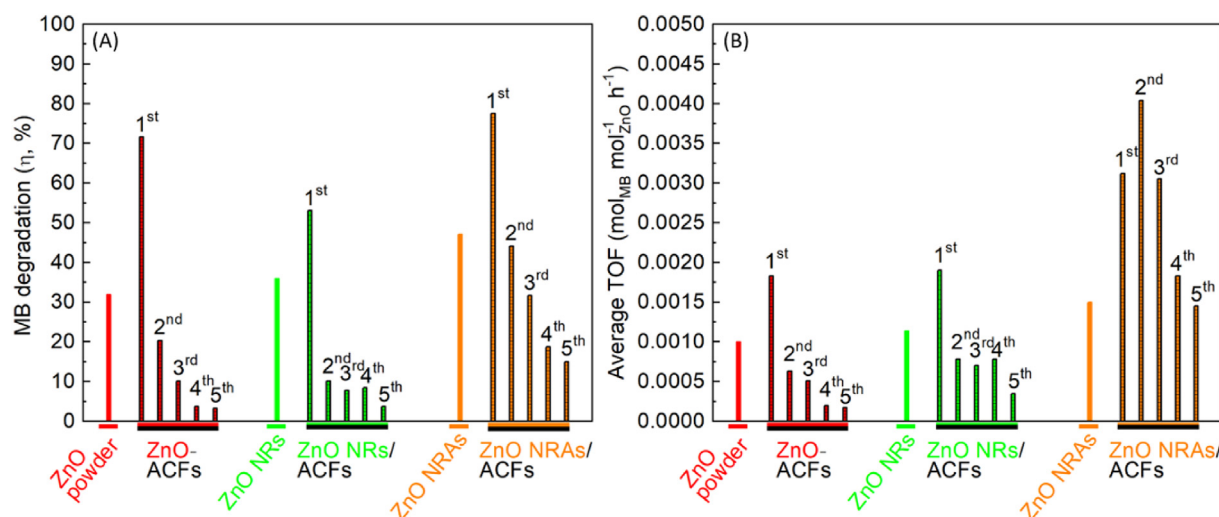 (A)
MB degradation (η, %)
100
90
80
70
60
50
40
30
20
10
0
1st
2nd
3rd
4th
5th
1st
2nd
3rd
4th
5th
1st
2nd
3rd
4th
5th
ZnO
powder
ZnO-
ACFs
ZnO NRs
ZnO NRs/
ACFs
ZnO NRAs
ZnO NRAs/
ACFs
(B)
Average TOF (molMB mol-1ZnO h-1)
0.0050
0.0045
0.0040
0.0035
0.0030
0.0025
0.0020
0.0015
0.0010
0.0005
0.0000
1st
2nd
3rd
4th
5th
1st
2nd
3rd
4th
5th
1st
2nd
3rd
4th
5th
ZnO
powder
ZnO-
ACFs
ZnO NRs
ZnO NRs/
ACFs
ZnO NRAs
ZnO NRAs/
ACFs